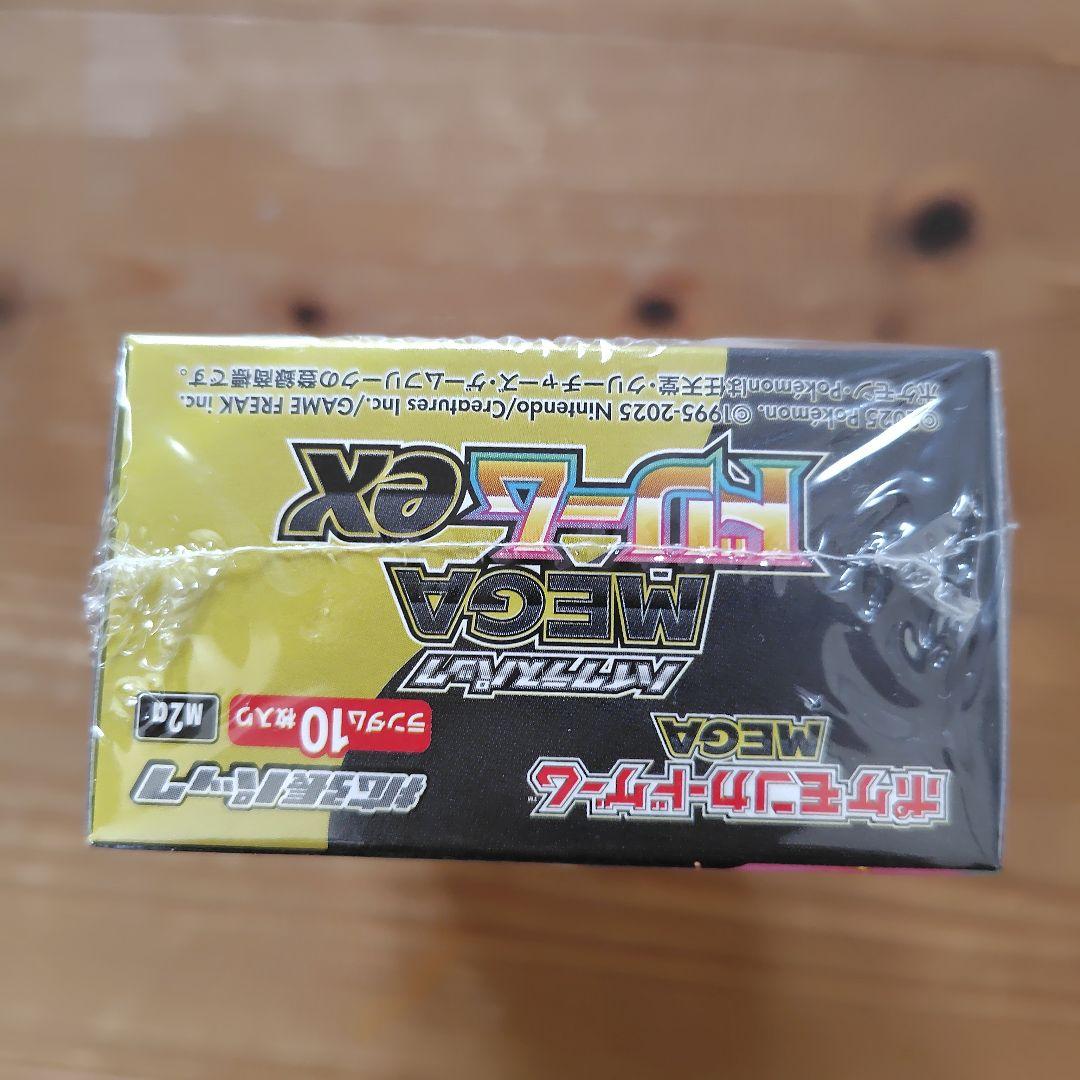 ポケモンカードゲーム™
MEGA
拡張パック
ランダム10枚入り
M2a
ハイクラスパック
MEGA
ドリームex
©2025 Pokémon. ©1995-2025 Nintendo/Creatures Inc./GAME FREAK inc.
ポケモン・Pokémonは任天堂・クリーチャーズ・ゲームフリークの登録商標です。